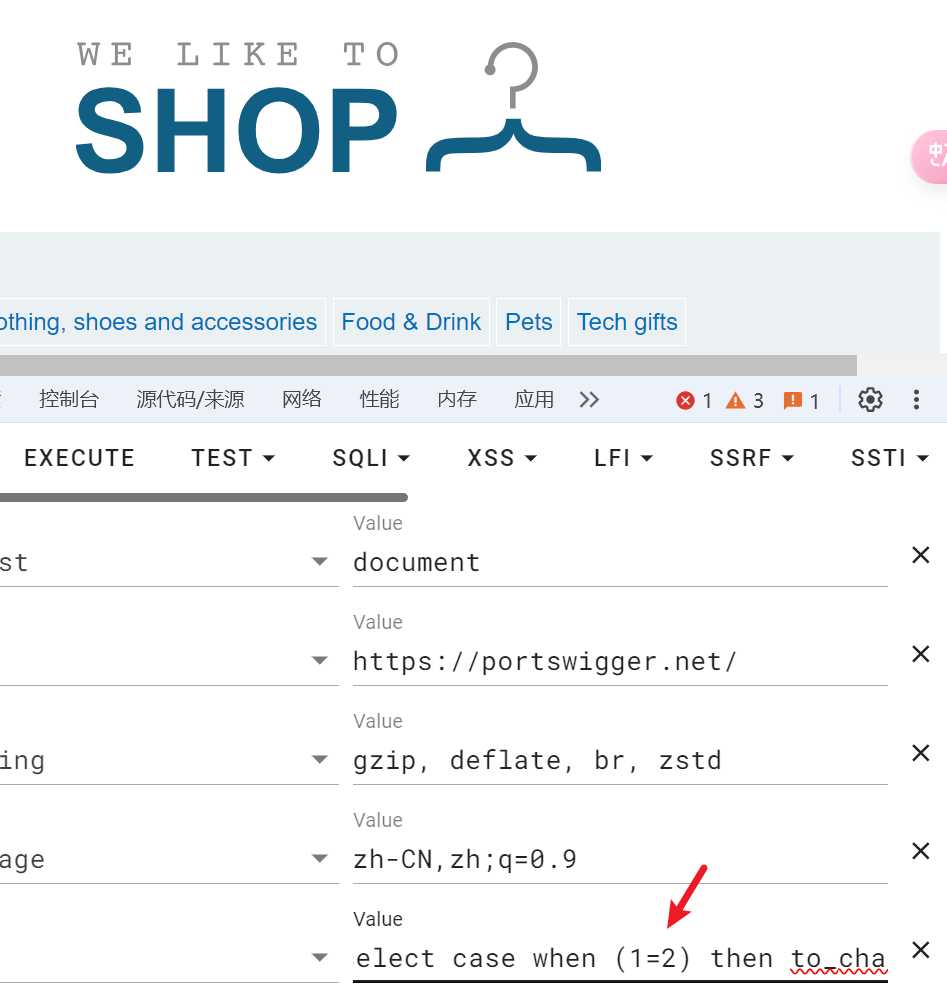 WE LIKE TO
SHOP
othing, shoes and accessories Food & Drink Pets Tech gifts
控制台 源代码/来源 网络 性能 内存 应用 1 3 1
EXECUTE TEST SQLI XSS LFI SSRF SSTI
Value
st document
Value
https://portswigger.net/
Value
ing gzip, deflate, br, zstd
Value
age zh-CN,zh;q=0.9
Value
elect case when (1=2) then to_cha